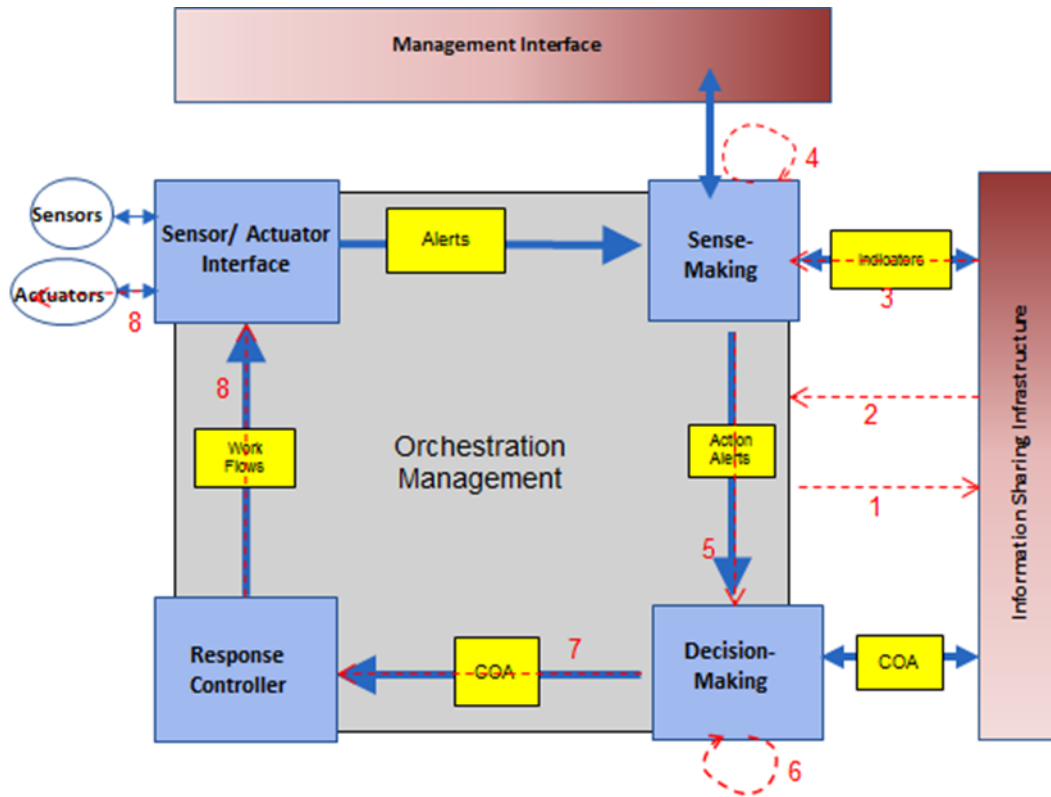 Management Interface
4
Sensors
Sensor/ Actuator
Interface
Alerts
Sense-
Making
Indicators
3
Actuators
8
8
2
Work
Flows
Orchestration
Management
Action
Alerts
1
5
Information Sharing Infrastructure
Response
Controller
7
COA
Decision-
Making
COA
6